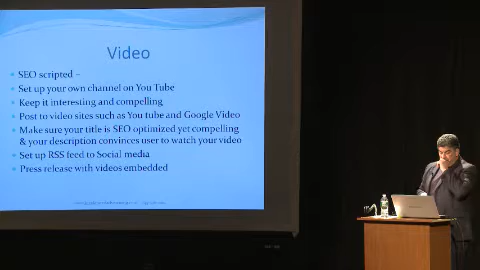 Video
SEO scripted –
Set up your own channel on You Tube
Keep it interesting and compelling
Post to video sites such as You tube and Google Video
Make sure your title is SEO optimized yet compelling
& your description convinces user to watch your video
Set up RSS feed to Social media
Press release with videos embedded